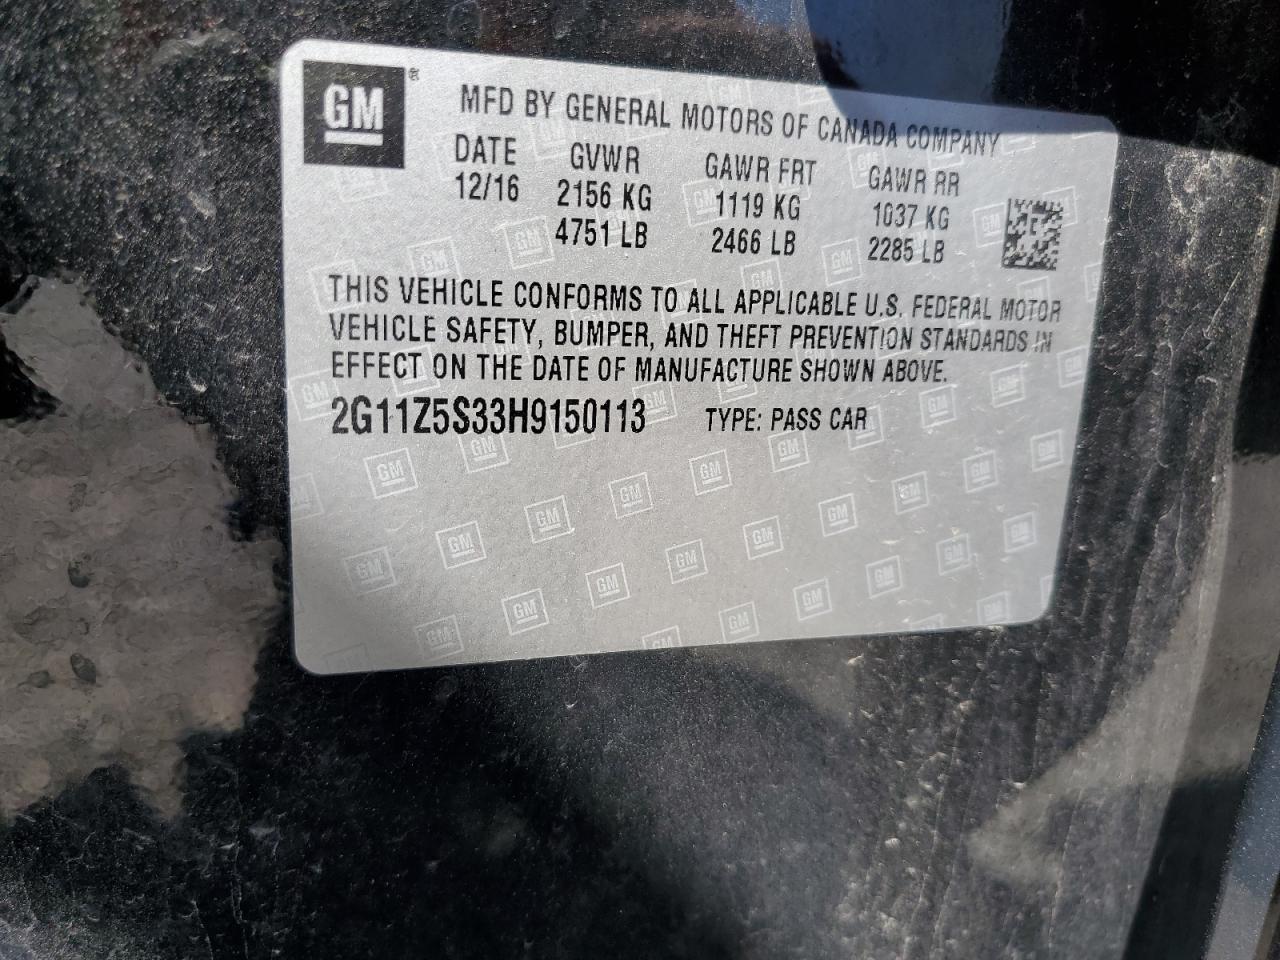 GM®
MFD BY GENERAL MOTORS OF CANADA COMPANY
DATE GVWR GAWR FRT GAWR RR
12/16 2156 KG 1119 KG 1037 KG
4751 LB 2466 LB 2285 LB
THIS VEHICLE CONFORMS TO ALL APPLICABLE U.S. FEDERAL MOTOR
VEHICLE SAFETY, BUMPER, AND THEFT PREVENTION STANDARDS IN
EFFECT ON THE DATE OF MANUFACTURE SHOWN ABOVE.
2G11Z5S33H9150113 TYPE: PASS CAR